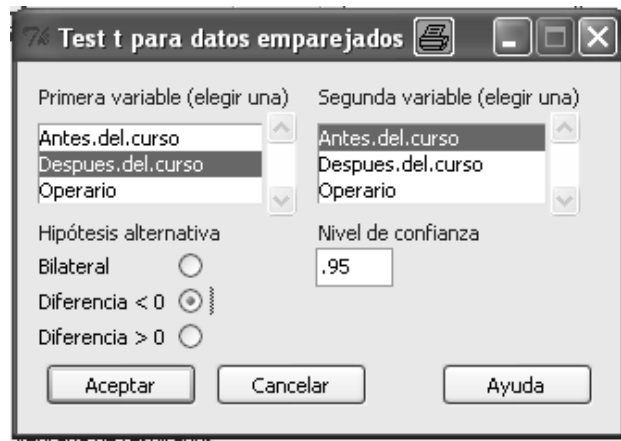 Test t para datos emparejados
Primera variable (elegir una) Segunda variable (elegir una)
Antes.del.curso Antes.del.curso
Despues.del.curso Despues.del.curso
Operario Operario
Hipótesis alternativa Nivel de confianza
Bilateral .95
Diferencia < 0
Diferencia > 0
Aceptar Cancelar Ayuda